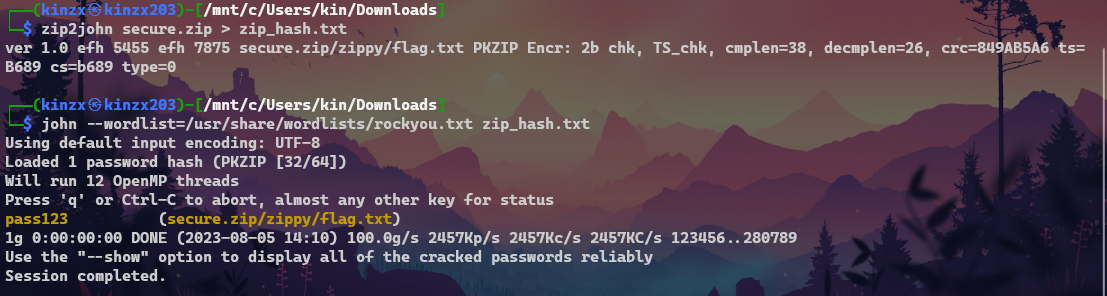 ┌──(kinzx㉿kinzx203)-[/mnt/c/Users/kin/Downloads]
└─$ zip2john secure.zip > zip_hash.txt
ver 1.0 efh 5455 efh 7875 secure.zip/zippy/flag.txt PKZIP Encr: 2b chk, TS_chk, cmplen=38, decmplen=26, crc=849AB5A6 ts=
B689 cs=b689 type=0
┌──(kinzx㉿kinzx203)-[/mnt/c/Users/kin/Downloads]
└─$ john --wordlist=/usr/share/wordlists/rockyou.txt zip_hash.txt
Using default input encoding: UTF-8
Loaded 1 password hash (PKZIP [32/64])
Will run 12 OpenMP threads
Press 'q' or Ctrl-C to abort, almost any other key for status
pass123          (secure.zip/zippy/flag.txt)
1g 0:00:00:00 DONE (2023-08-05 14:10) 100.0g/s 2457Kp/s 2457Kc/s 2457KC/s 123456..280789
Use the "--show" option to display all of the cracked passwords reliably
Session completed.